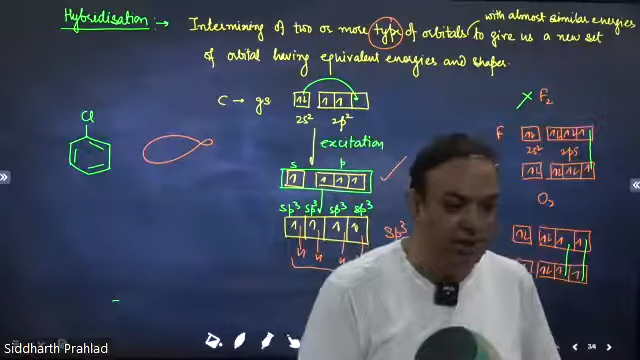 Hybridisation :→ Intermixing of two or more type of orbitals with almost similar energies
to give us a new set
of orbital having equivalent energies and shapes.
C → gs
2s² 2p²
excitation
s p
sp³ sp³ sp³ sp³
sp³
Cl
× F₂
F
2s² 2p5
O₂
Siddharth Prahlad
3/4